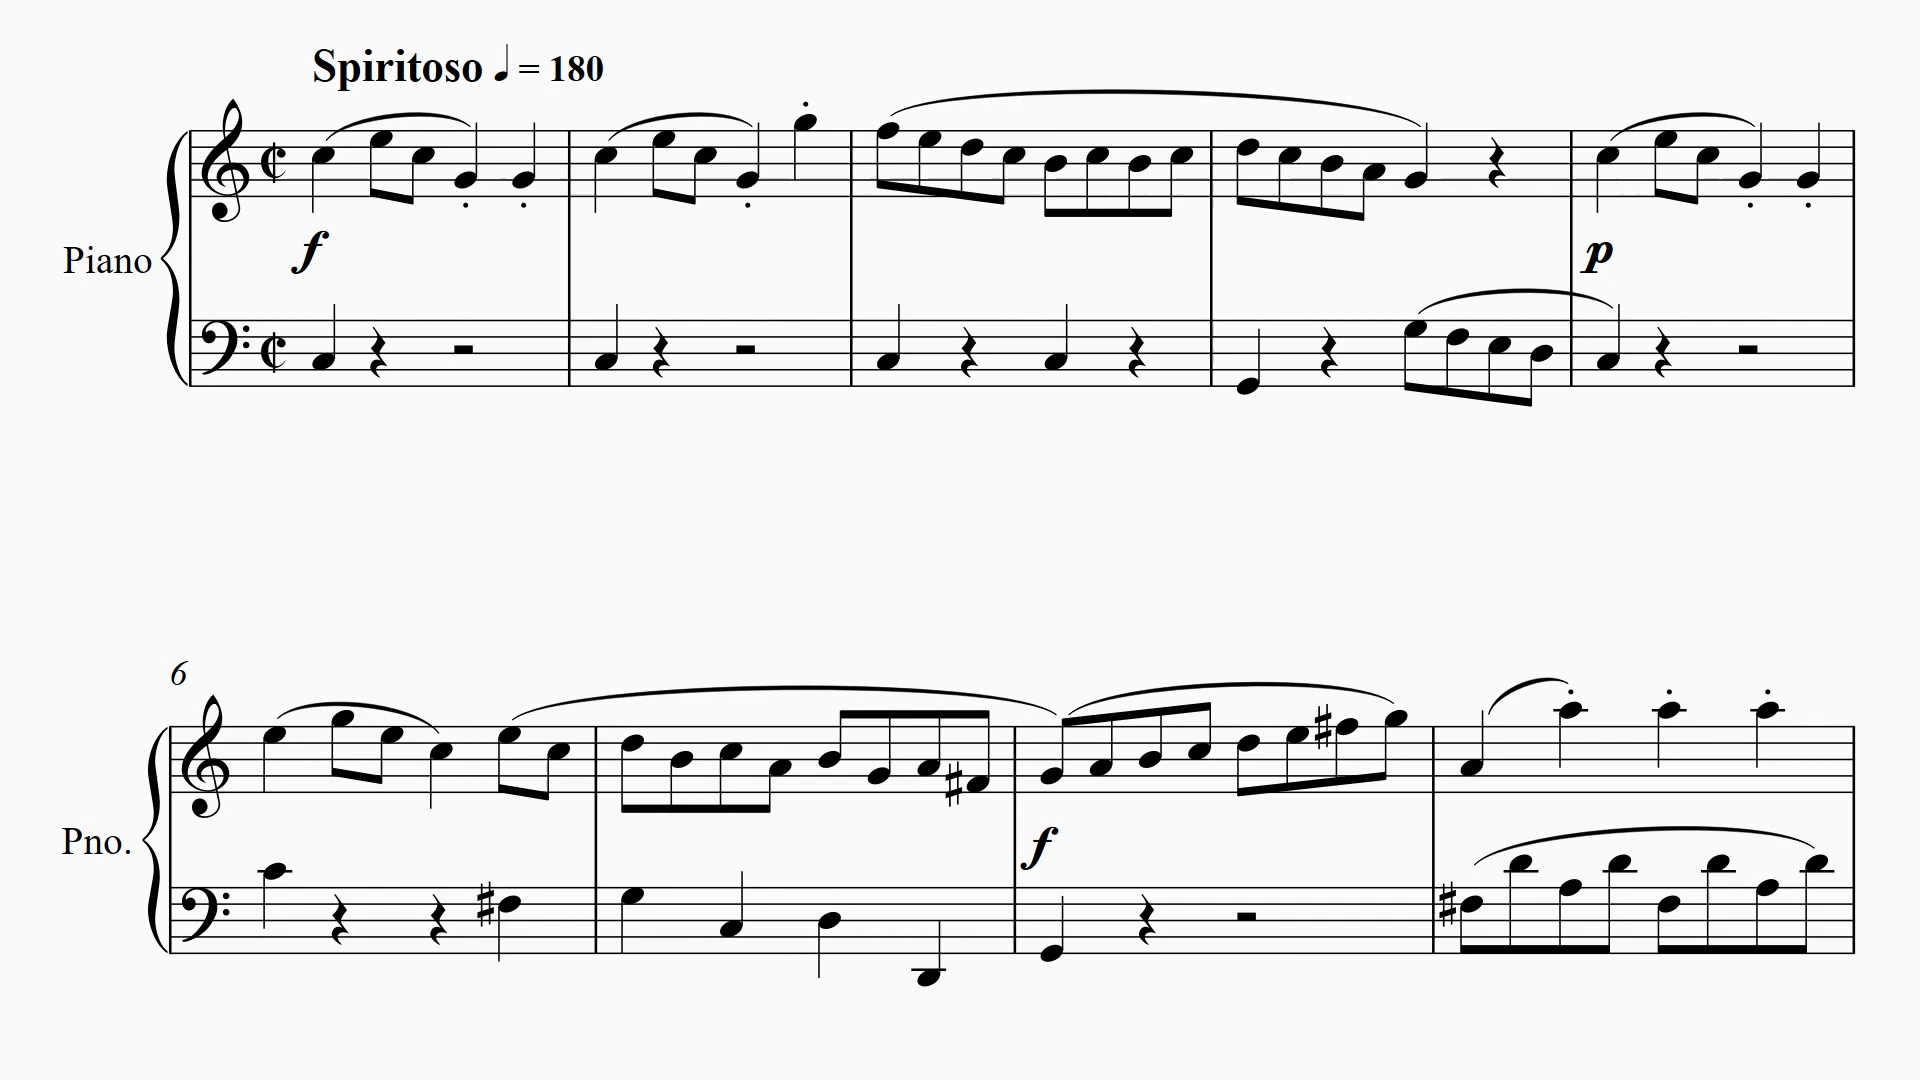 Spiritoso ♩ = 180
f
Piano
p
6
Pno.
f